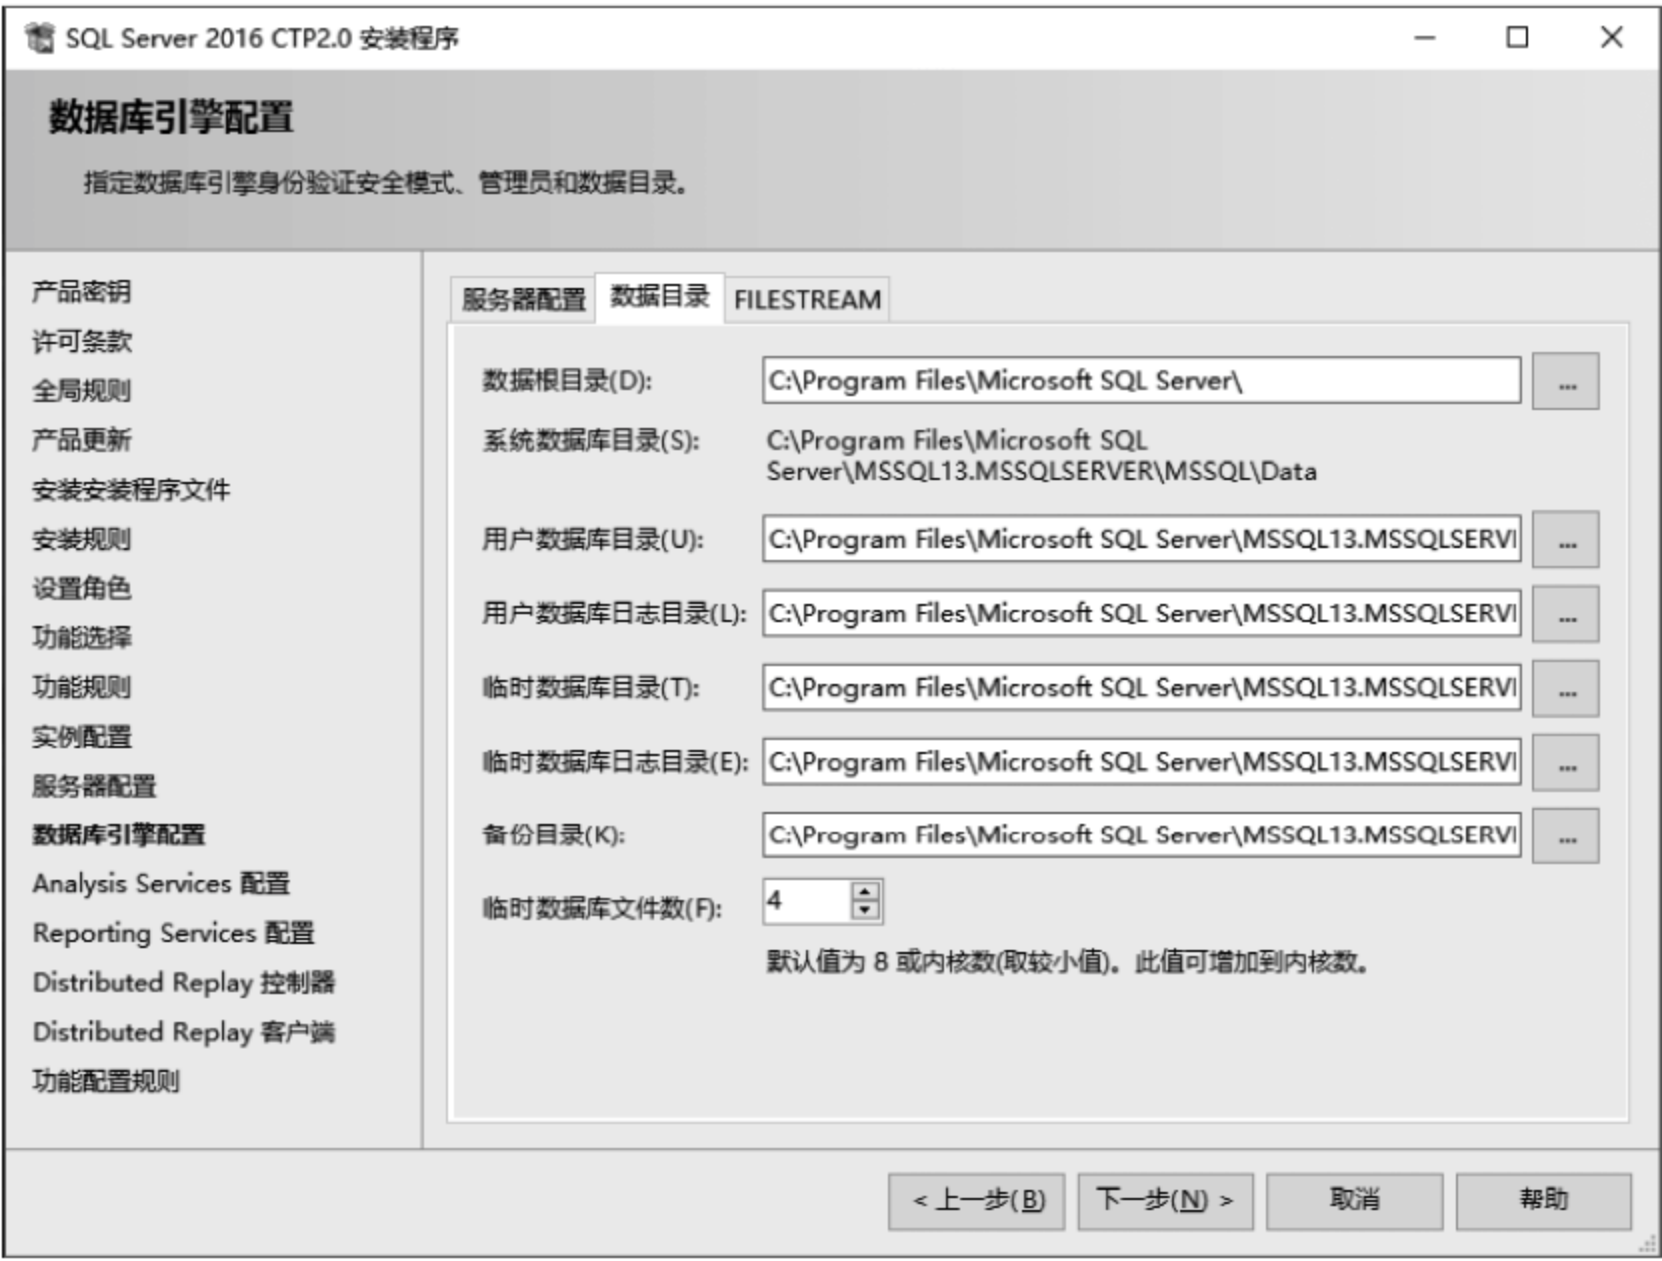 SQL Server 2016 CTP2.0 安装程序
数据库引擎配置
指定数据库引擎身份验证安全模式、管理员和数据目录。
产品密钥
许可条款
全局规则
产品更新
安装安装程序文件
安装规则
设置角色
功能选择
功能规则
实例配置
服务器配置
数据库引擎配置
Analysis Services 配置
Reporting Services 配置
Distributed Replay 控制器
Distributed Replay 客户端
功能配置规则
服务器配置 数据目录 FILESTREAM
数据根目录(D): C:\Program Files\Microsoft SQL Server\ ...
系统数据库目录(S): C:\Program Files\Microsoft SQL
Server\MSSQL13.MSSQLSERVER\MSSQL\Data
用户数据库目录(U): C:\Program Files\Microsoft SQL Server\MSSQL13.MSSQLSERV ...
用户数据库日志目录(L): C:\Program Files\Microsoft SQL Server\MSSQL13.MSSQLSERV ...
临时数据库目录(T): C:\Program Files\Microsoft SQL Server\MSSQL13.MSSQLSERV ...
临时数据库日志目录(E): C:\Program Files\Microsoft SQL Server\MSSQL13.MSSQLSERV ...
备份目录(K): C:\Program Files\Microsoft SQL Server\MSSQL13.MSSQLSERV ...
临时数据库文件数(F): 4
默认值为 8 或内核数(取较小值)。此值可增加到内核数。
< 上一步(B) 下一步(N) > 取消 帮助